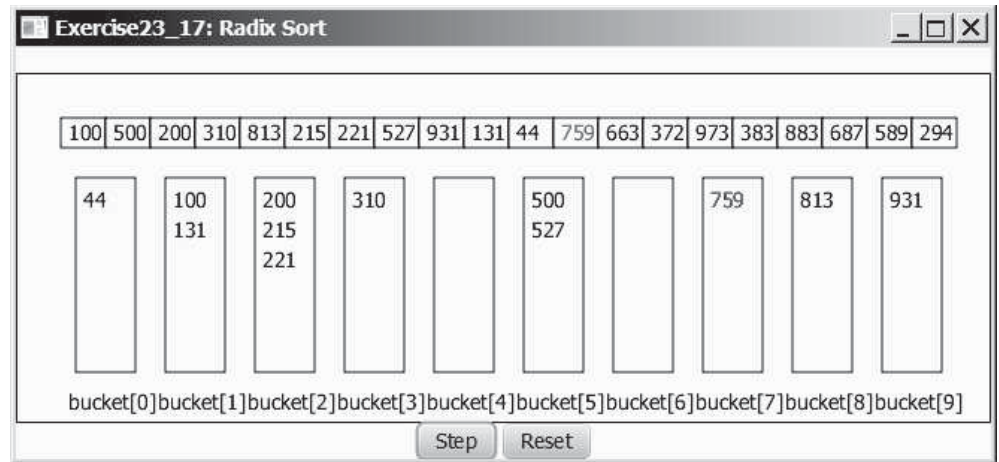 Exercise23_17: Radix Sort
100 500 200 310 813 215 221 527 931 131 44 759 663 372 973 383 883 687 589 294
44 100 200 310 500 759 813 931
131 215 527
221
bucket[0]bucket[1]bucket[2]bucket[3]bucket[4]bucket[5]bucket[6]bucket[7]bucket[8]bucket[9]
Step Reset